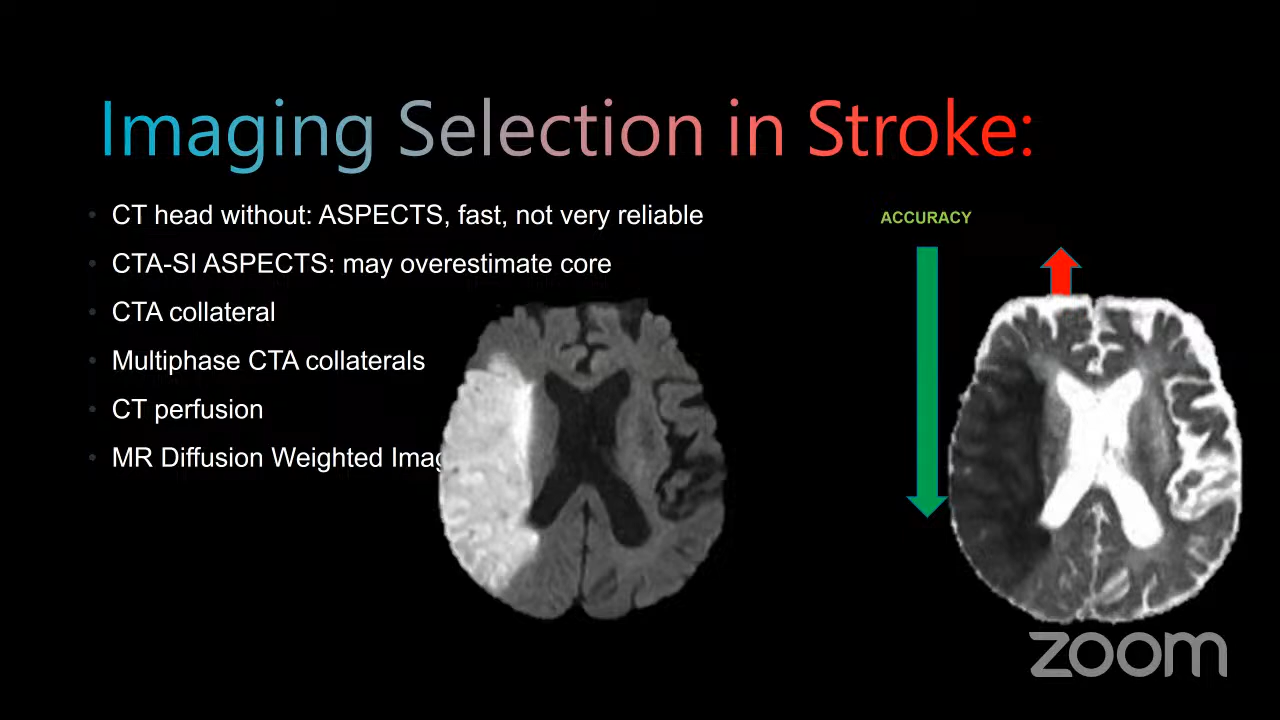 Imaging Selection in Stroke:
• CT head without: ASPECTS, fast, not very reliable
• CTA-SI ASPECTS: may overestimate core
• CTA collateral
• Multiphase CTA collaterals
• CT perfusion
• MR Diffusion Weighted Imag
ACCURACY
zoom